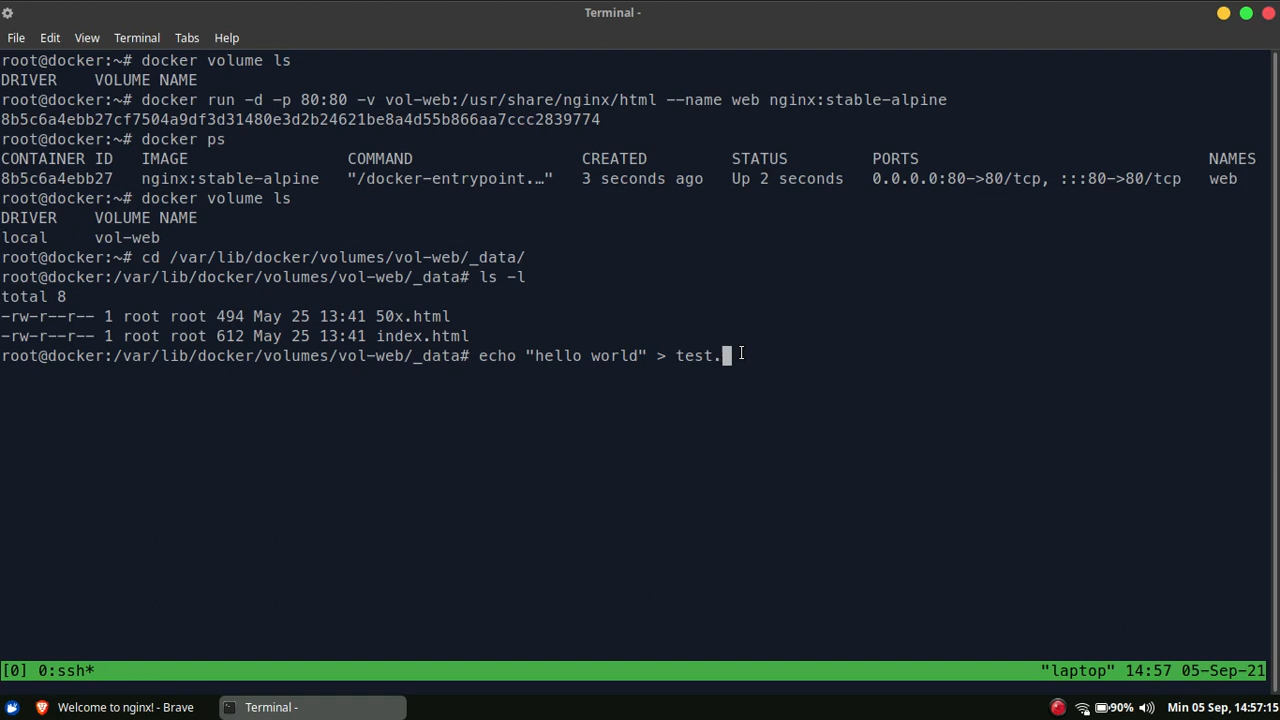 Terminal -
File Edit View Terminal Tabs Help
root@docker:~# docker volume ls
DRIVER    VOLUME NAME
root@docker:~# docker run -d -p 80:80 -v vol-web:/usr/share/nginx/html --name web nginx:stable-alpine
8b5c6a4ebb27cf7504a9df3d31480e3d2b24621be8a4d55b866aa7ccc2839774
root@docker:~# docker ps
CONTAINER ID   IMAGE                 COMMAND                  CREATED         STATUS         PORTS                               NAMES
8b5c6a4ebb27   nginx:stable-alpine   "/docker-entrypoint.…"   3 seconds ago   Up 2 seconds   0.0.0.0:80->80/tcp, :::80->80/tcp   web
root@docker:~# docker volume ls
DRIVER    VOLUME NAME
local     vol-web
root@docker:~# cd /var/lib/docker/volumes/vol-web/_data/
root@docker:/var/lib/docker/volumes/vol-web/_data# ls -l
total 8
-rw-r--r-- 1 root root 494 May 25 13:41 50x.html
-rw-r--r-- 1 root root 612 May 25 13:41 index.html
root@docker:/var/lib/docker/volumes/vol-web/_data# echo "hello world" > test.
[0] 0:ssh* "laptop" 14:57 05-Sep-21
Welcome to nginx! - Brave Terminal - 90% Min 05 Sep, 14:57:15